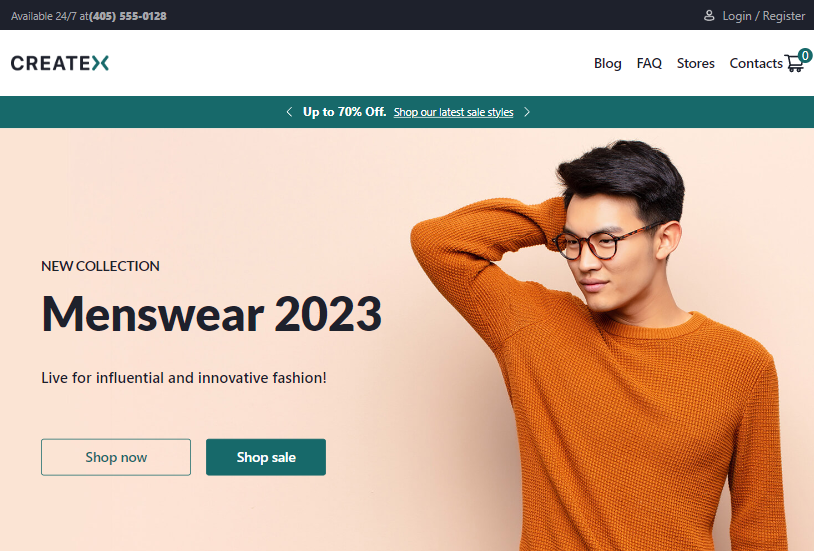 Available 24/7 at(405) 555-0128
Login / Register
CREATEX
Blog FAQ Stores Contacts 0
Up to 70% Off. Shop our latest sale styles
NEW COLLECTION
Menswear 2023
Live for influential and innovative fashion!
Shop now Shop sale